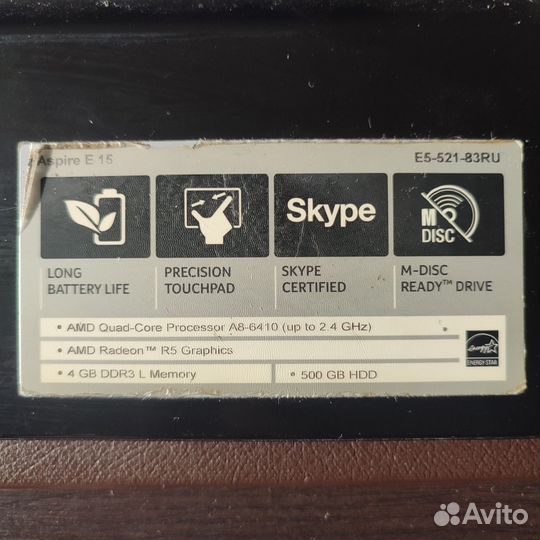 Aspire E 15
E5-521-83RU
Skype
M DISC
LONG
BATTERY LIFE
PRECISION
TOUCHPAD
SKYPE
CERTIFIED
M-DISC
READY™ DRIVE
• AMD Quad-Core Processor A8-6410 (up to 2.4 GHz)
• AMD Radeon™ R5 Graphics
• 4 GB DDR3 L Memory
• 500 GB HDD
energy
ENERGY STAR
Avito